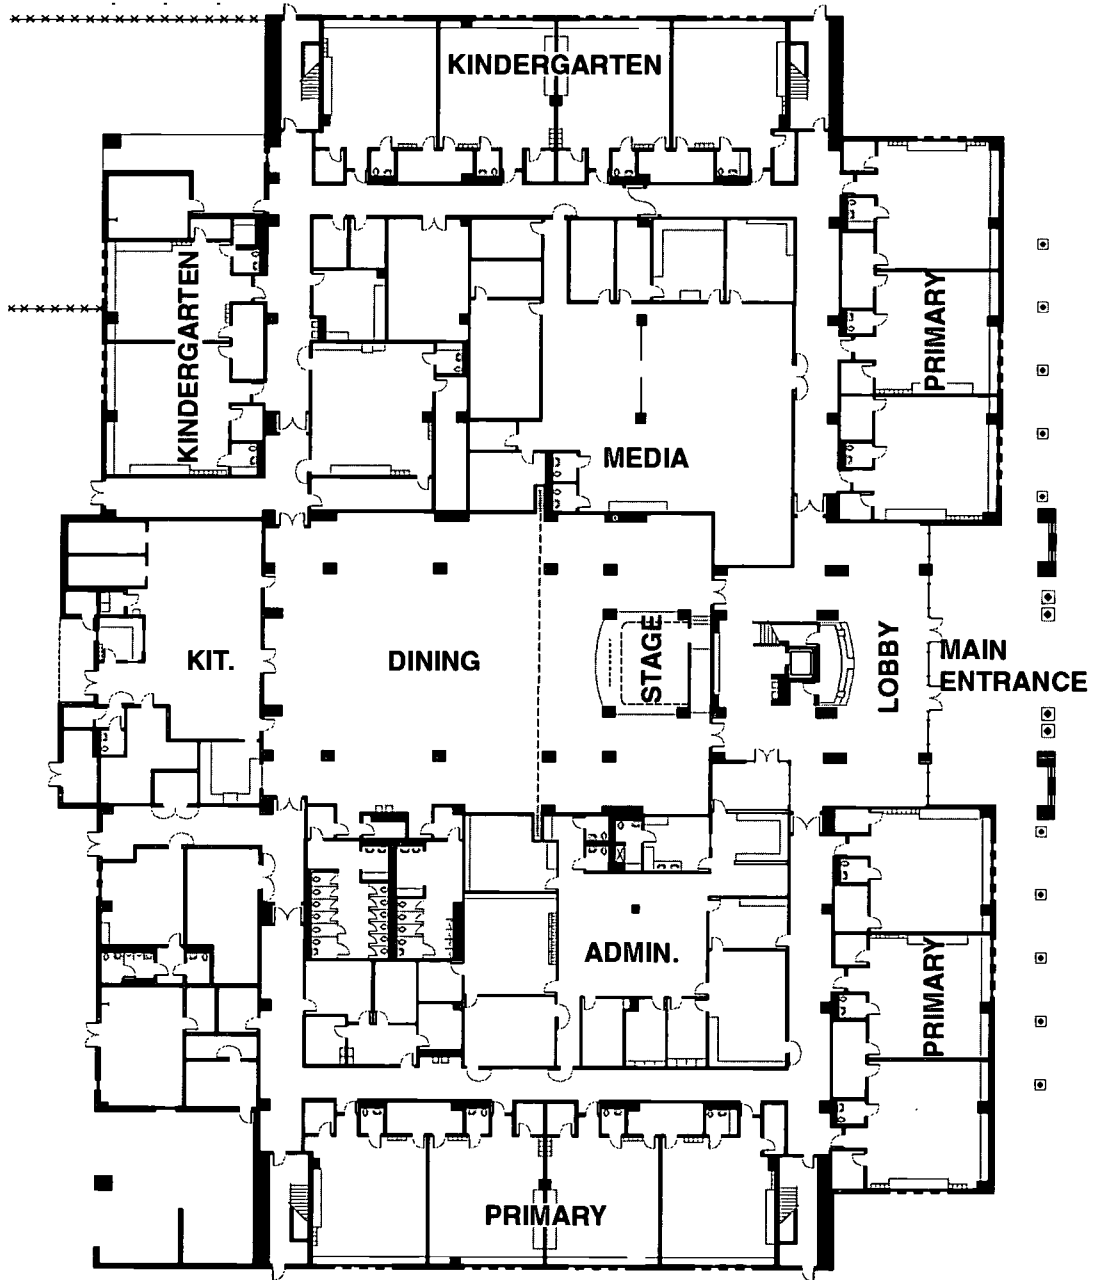 KINDERGARTEN
KINDERGARTEN
PRIMARY
MEDIA
KIT.
DINING
STAGE
LOBBY
MAIN
ENTRANCE
ADMIN.
PRIMARY
PRIMARY